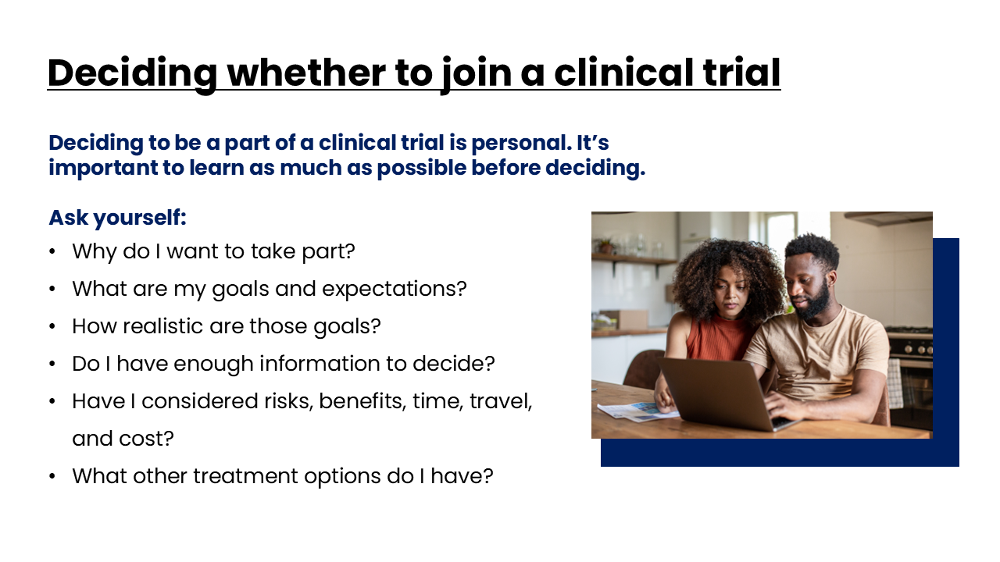 Deciding whether to join a clinical trial
Deciding to be a part of a clinical trial is personal. It’s
important to learn as much as possible before deciding.
Ask yourself:
• Why do I want to take part?
• What are my goals and expectations?
• How realistic are those goals?
• Do I have enough information to decide?
• Have I considered risks, benefits, time, travel,
and cost?
• What other treatment options do I have?